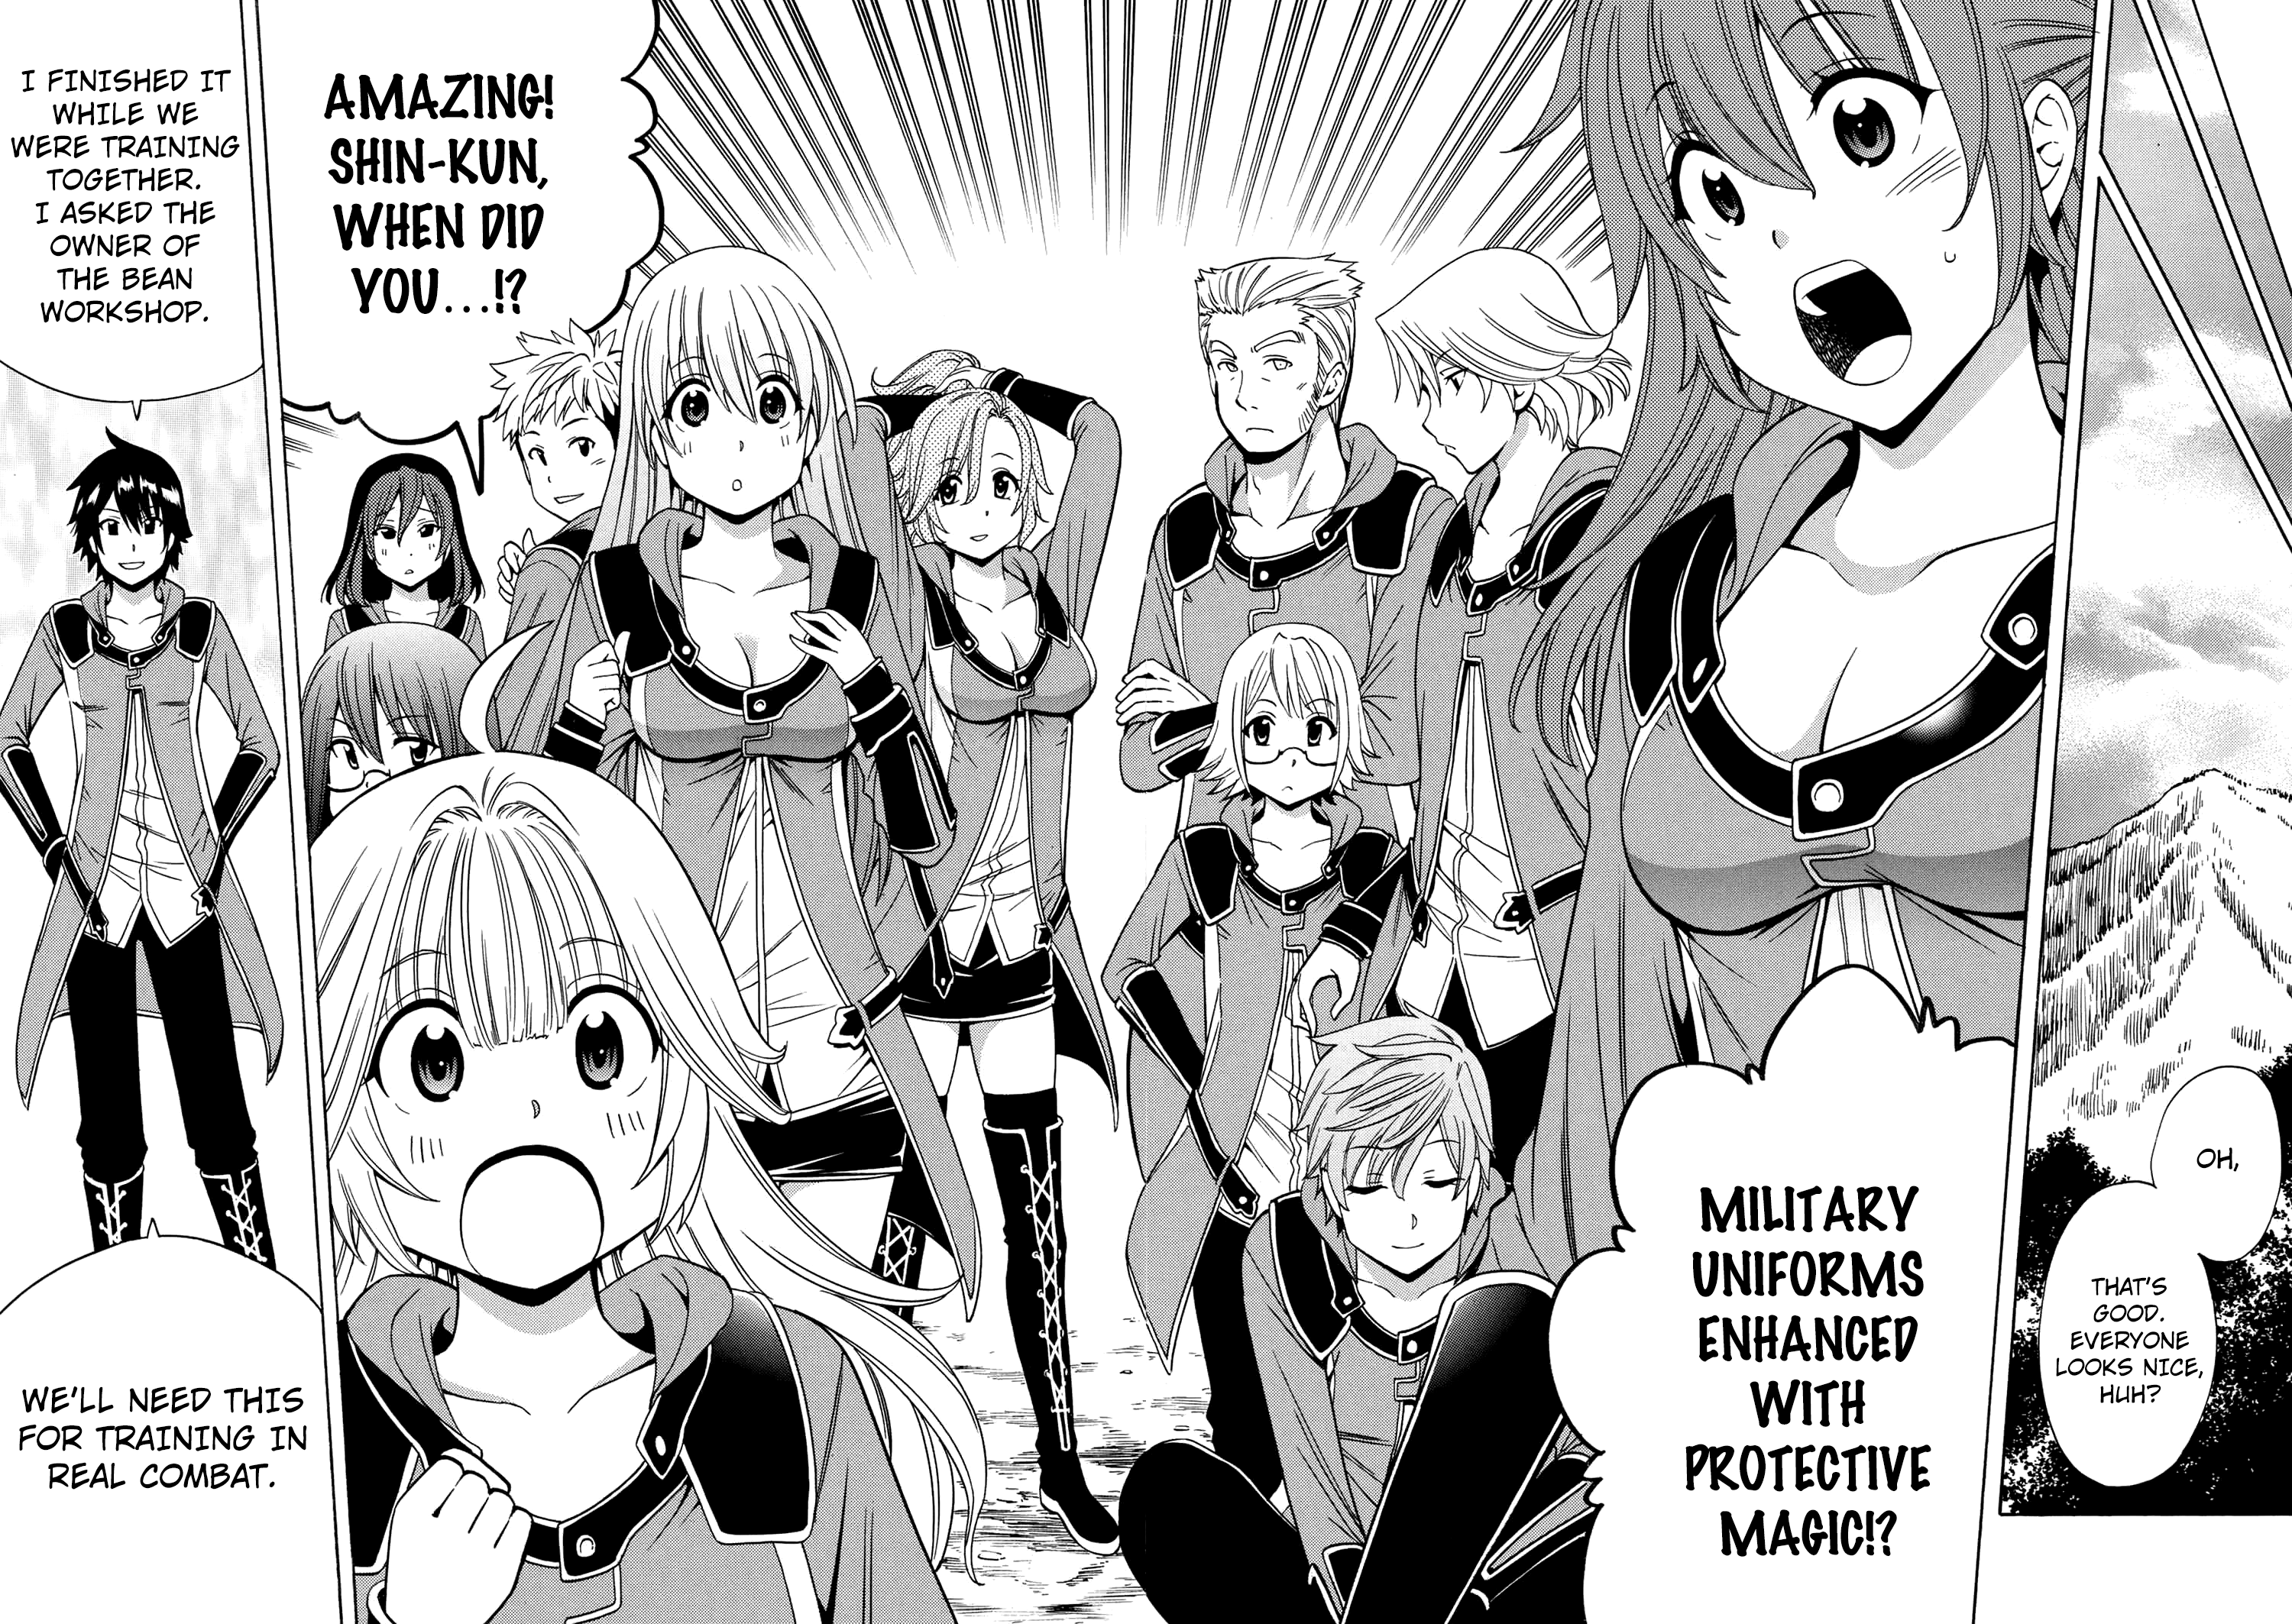 OH,
THAT'S
GOOD.
EVERYONE
LOOKS NICE,
HUH?
MILITARY
UNIFORMS
ENHANCED
WITH
PROTECTIVE
MAGIC!?
AMAZING!
SHIN-KUN,
WHEN DID
YOU...!?
I FINISHED IT
WHILE WE
WERE TRAINING
TOGETHER.
I ASKED THE
OWNER OF
THE BEAN
WORKSHOP.
WE'LL NEED THIS
FOR TRAINING IN
REAL COMBAT.